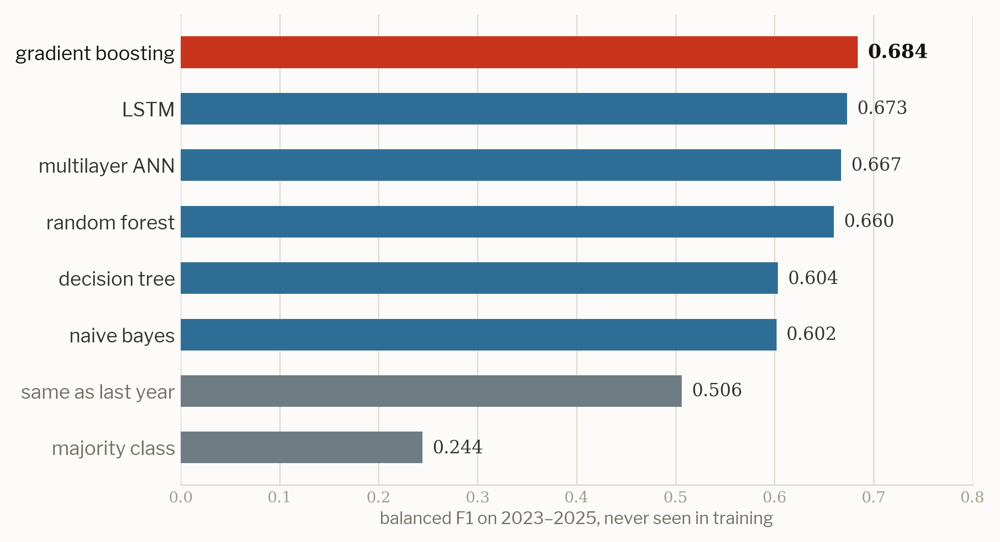 gradient boosting 0.684
LSTM 0.673
multilayer ANN 0.667
random forest 0.660
decision tree 0.604
naive bayes 0.602
same as last year 0.506
majority class 0.244
0.0 0.1 0.2 0.3 0.4 0.5 0.6 0.7 0.8
balanced F1 on 2023–2025, never seen in training